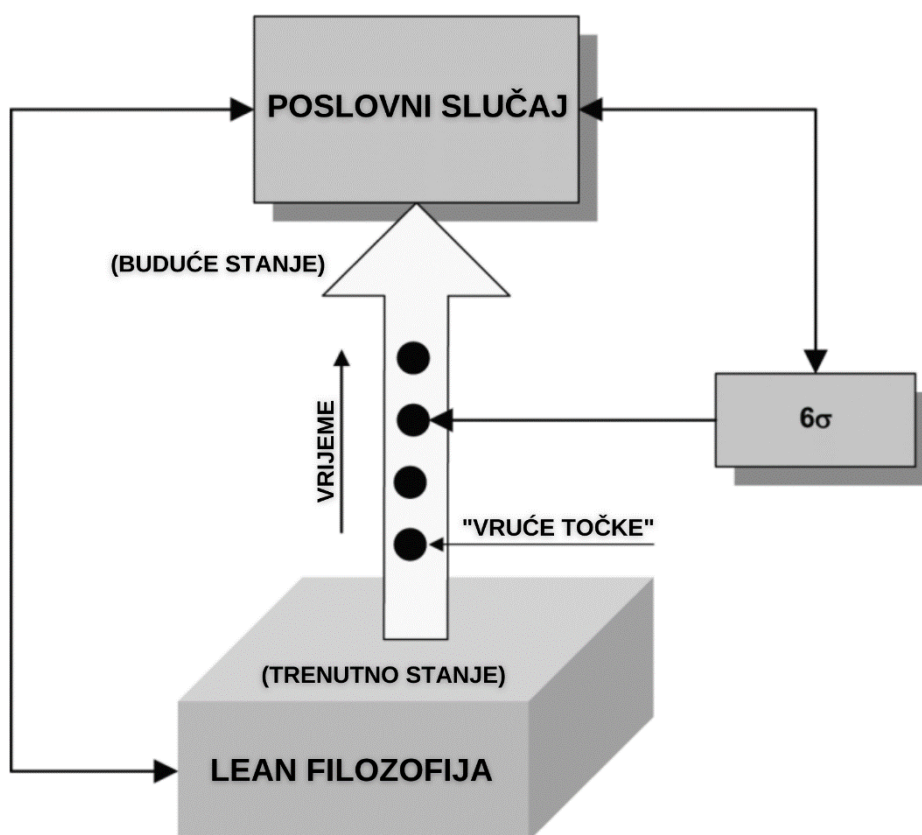 POSLOVNI SLUČAJ
(BUDUĆE STANJE)
VRIJEME
6σ
"VRUĆE TOČKE"
(TRENUTNO STANJE)
LEAN FILOZOFIJA